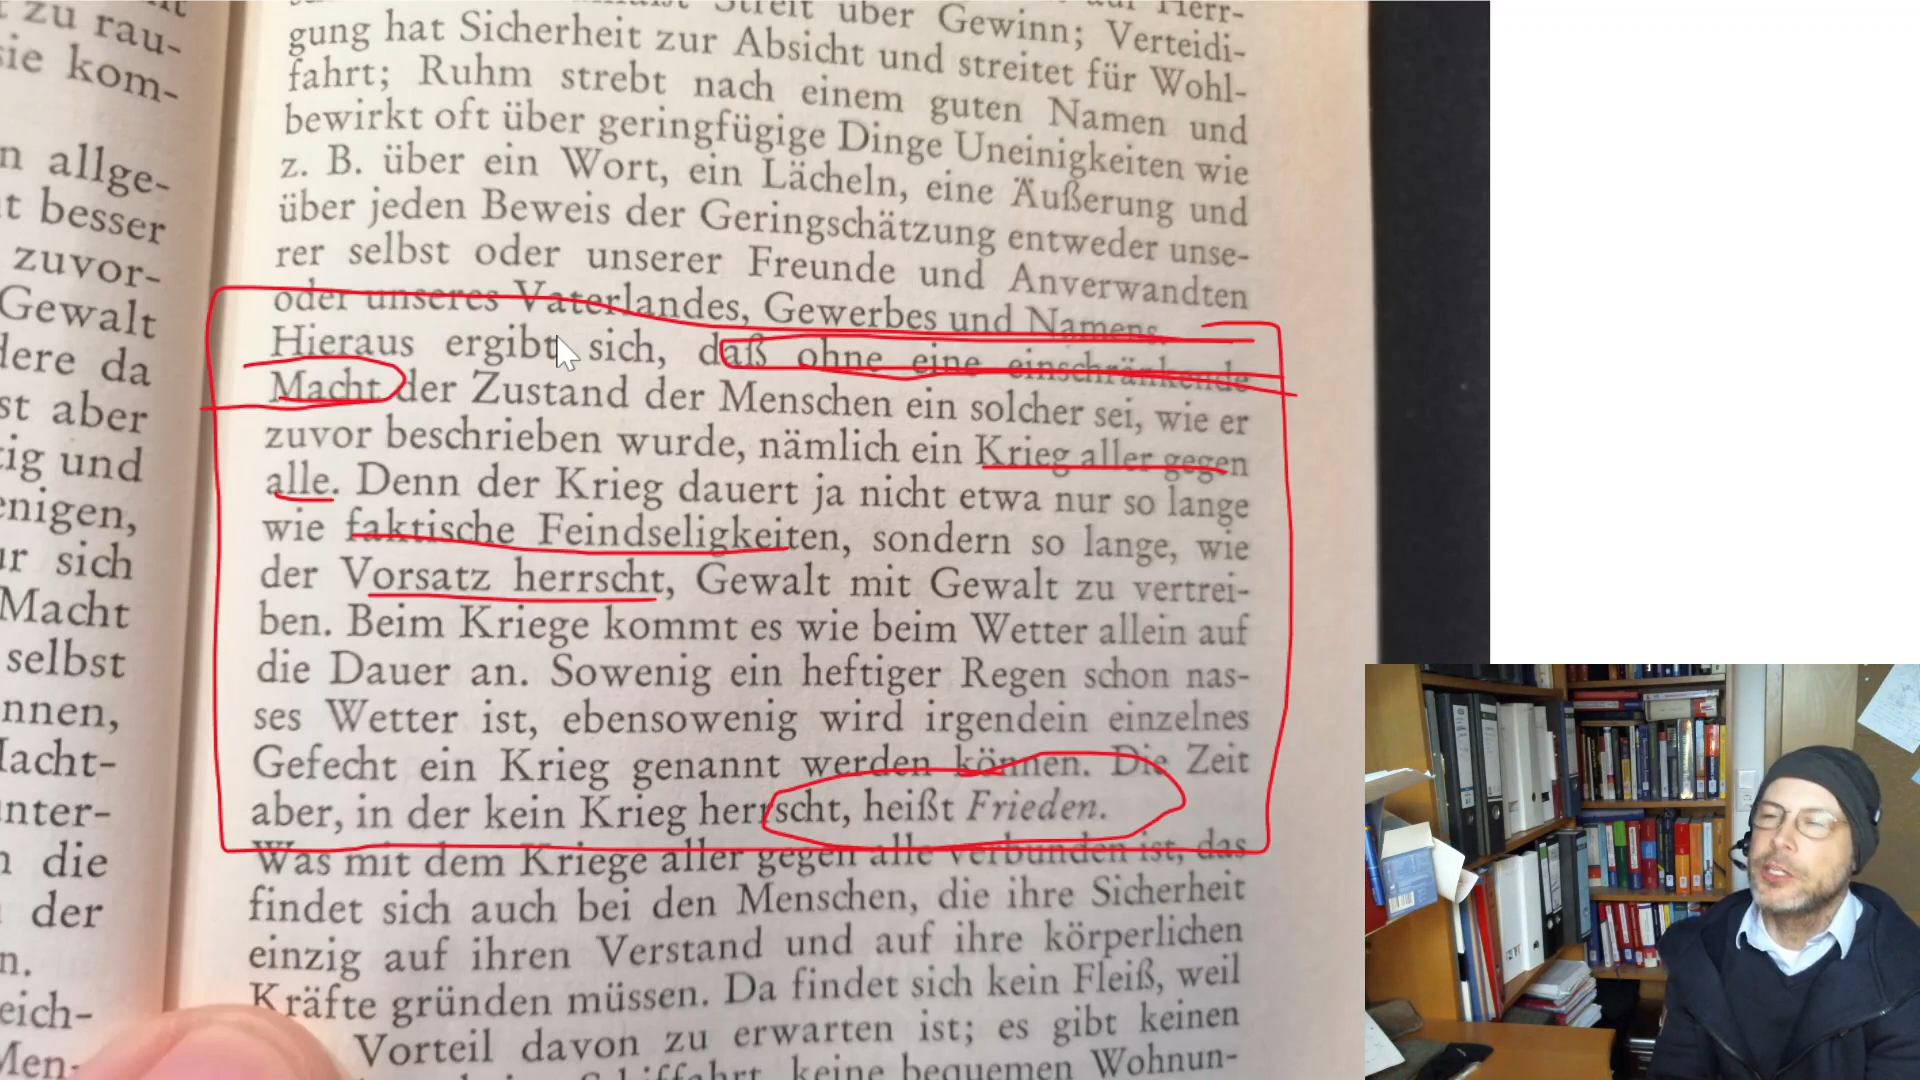 zu rau-
sie kom-
n allge-
t besser
zuvor-
Gewalt
dere da
st aber
tig und
enigen,
ur sich
Macht
selbst
nnen,
Macht-
unter-
n die
der
n.
eich-
Men-
Streit über Gewinn; Verteidi-
gung hat Sicherheit zur Absicht und streitet für Wohl-
fahrt; Ruhm strebt nach einem guten Namen und
bewirkt oft über geringfügige Dinge Uneinigkeiten wie
z. B. über ein Wort, ein Lächeln, eine Äußerung und
über jeden Beweis der Geringschätzung entweder unse-
rer selbst oder unserer Freunde und Anverwandten
oder unseres Vaterlandes, Gewerbes und Namens.
Hieraus ergibt sich, daß ohne eine einschränkende
Macht der Zustand der Menschen ein solcher sei, wie er
zuvor beschrieben wurde, nämlich ein Krieg aller gegen
alle. Denn der Krieg dauert ja nicht etwa nur so lange
wie faktische Feindseligkeiten, sondern so lange, wie
der Vorsatz herrscht, Gewalt mit Gewalt zu vertrei-
ben. Beim Kriege kommt es wie beim Wetter allein auf
die Dauer an. Sowenig ein heftiger Regen schon nas-
ses Wetter ist, ebensowenig wird irgendein einzelnes
Gefecht ein Krieg genannt werden können. Die Zeit
aber, in der kein Krieg herrscht, heißt Frieden.
Was mit dem Kriege aller gegen alle verbunden ist, das
findet sich auch bei den Menschen, die ihre Sicherheit
einzig auf ihren Verstand und auf ihre körperlichen
Kräfte gründen müssen. Da findet sich kein Fleiß, weil
Vorteil davon zu erwarten ist; es gibt keinen
Schiffahrt, keine bequemen Wohnun-